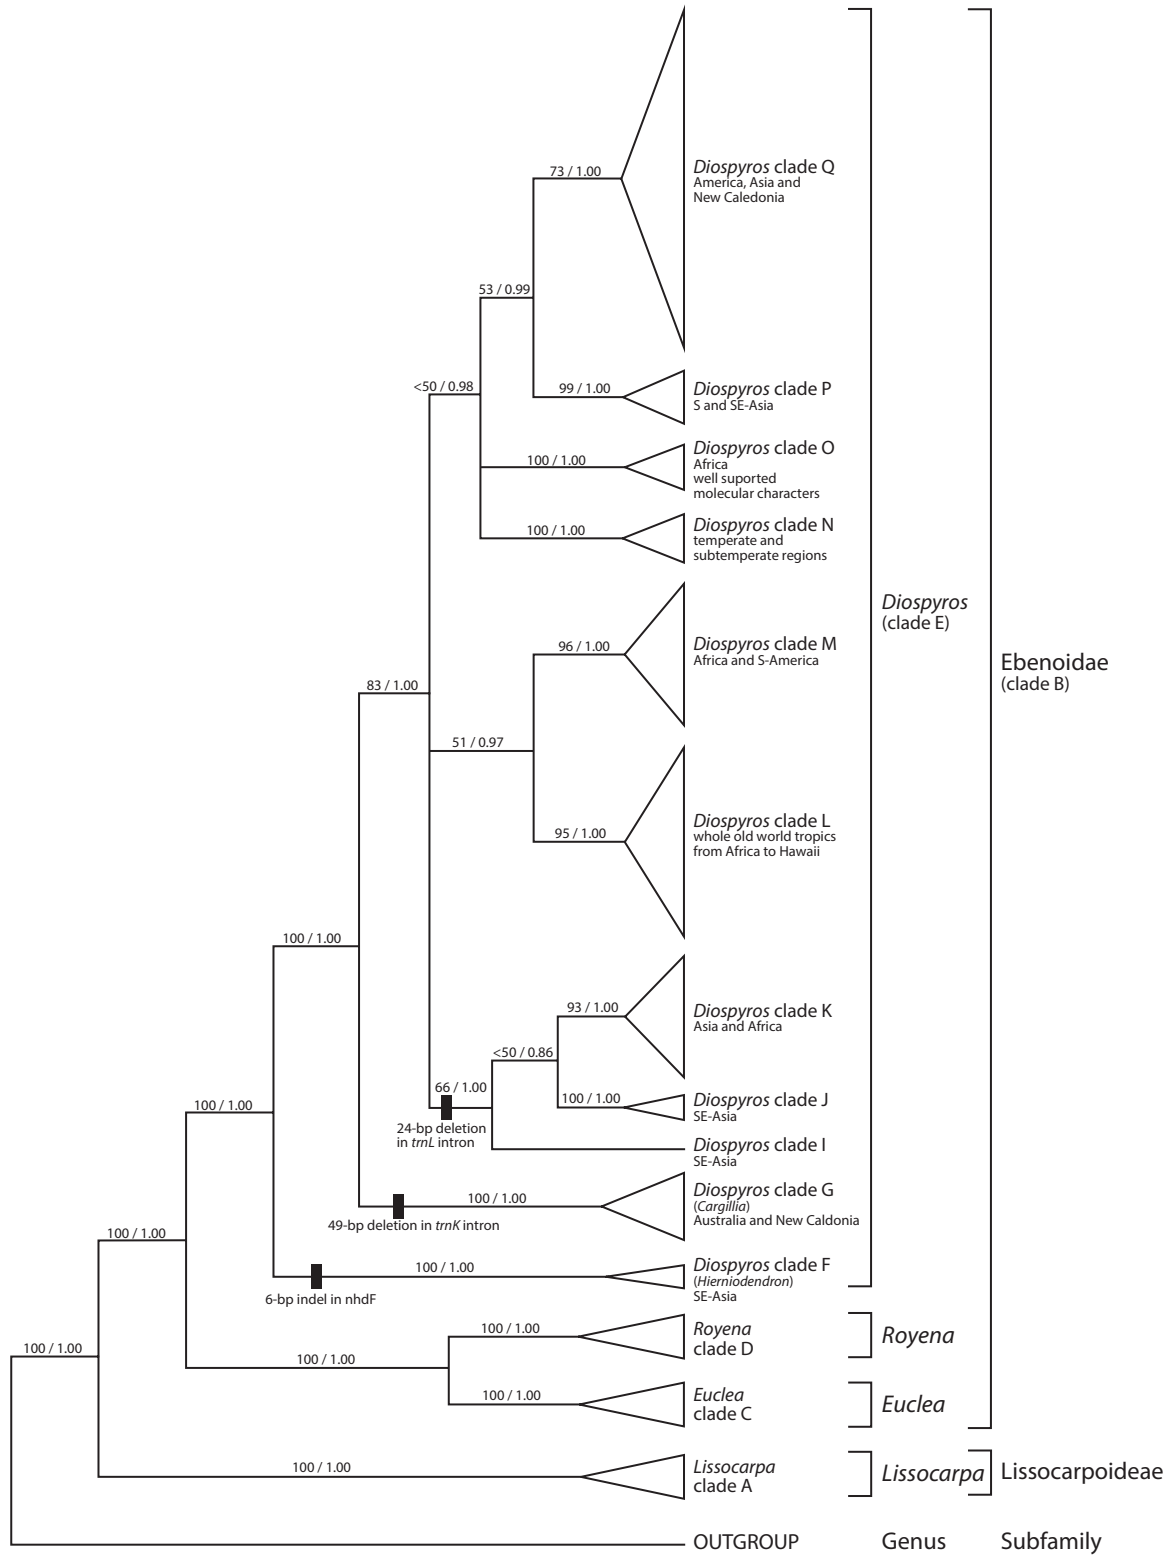 73 / 1.00
Diospyros clade Q
America, Asia and
New Caledonia
53 / 0.99
<50 / 0.98
99 / 1.00
Diospyros clade P
S and SE-Asia
100 / 1.00
Diospyros clade O
Africa
well suported
molecular characters
100 / 1.00
Diospyros clade N
temperate and
subtemperate regions
Diospyros
(clade E)
96 / 1.00
Diospyros clade M
Africa and S-America
Ebenoidae
(clade B)
83 / 1.00
51 / 0.97
95 / 1.00
Diospyros clade L
whole old world tropics
from Africa to Hawaii
100 / 1.00
93 / 1.00
Diospyros clade K
Asia and Africa
<50 / 0.86
66 / 1.00
100 / 1.00
Diospyros clade J
SE-Asia
100 / 1.00
24-bp deletion
in trnL intron
Diospyros clade I
SE-Asia
100 / 1.00
Diospyros clade G
(Cargillia)
Australia and New Caldonia
49-bp deletion in trnK intron
100 / 1.00
100 / 1.00
Diospyros clade F
(Hierniodendron)
SE-Asia
6-bp indel in nhdF
100 / 1.00
Royena
clade D
Royena
100 / 1.00
100 / 1.00
100 / 1.00
Euclea
clade C
Euclea
100 / 1.00
Lissocarpa
clade A
Lissocarpa
Lissocarpoideae
OUTGROUP
Genus
Subfamily